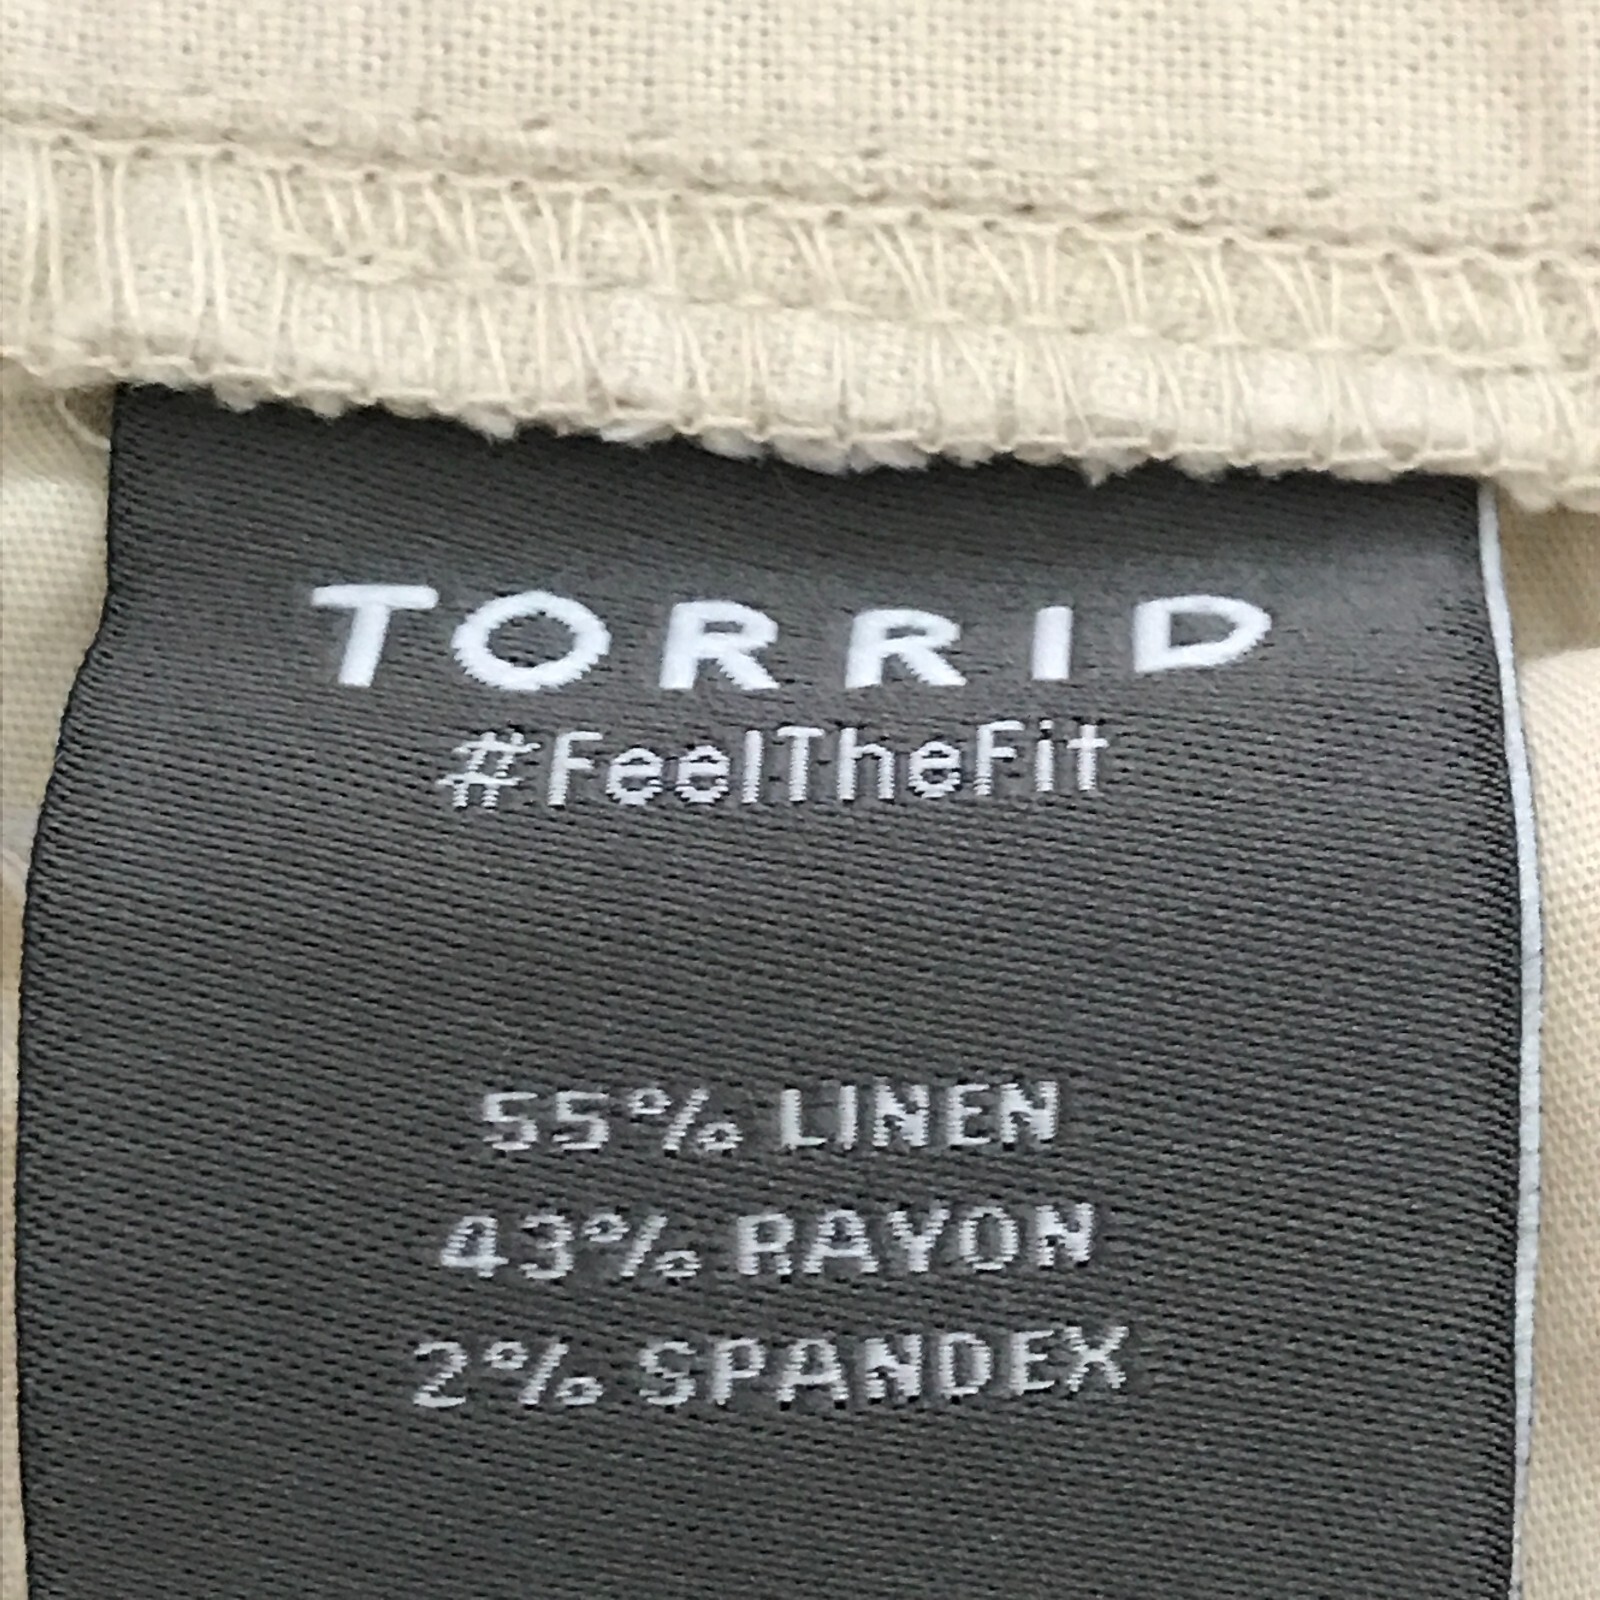 TORRID
#FeelTheFit
55% LINEN
43% RAYON
2% SPANDEX